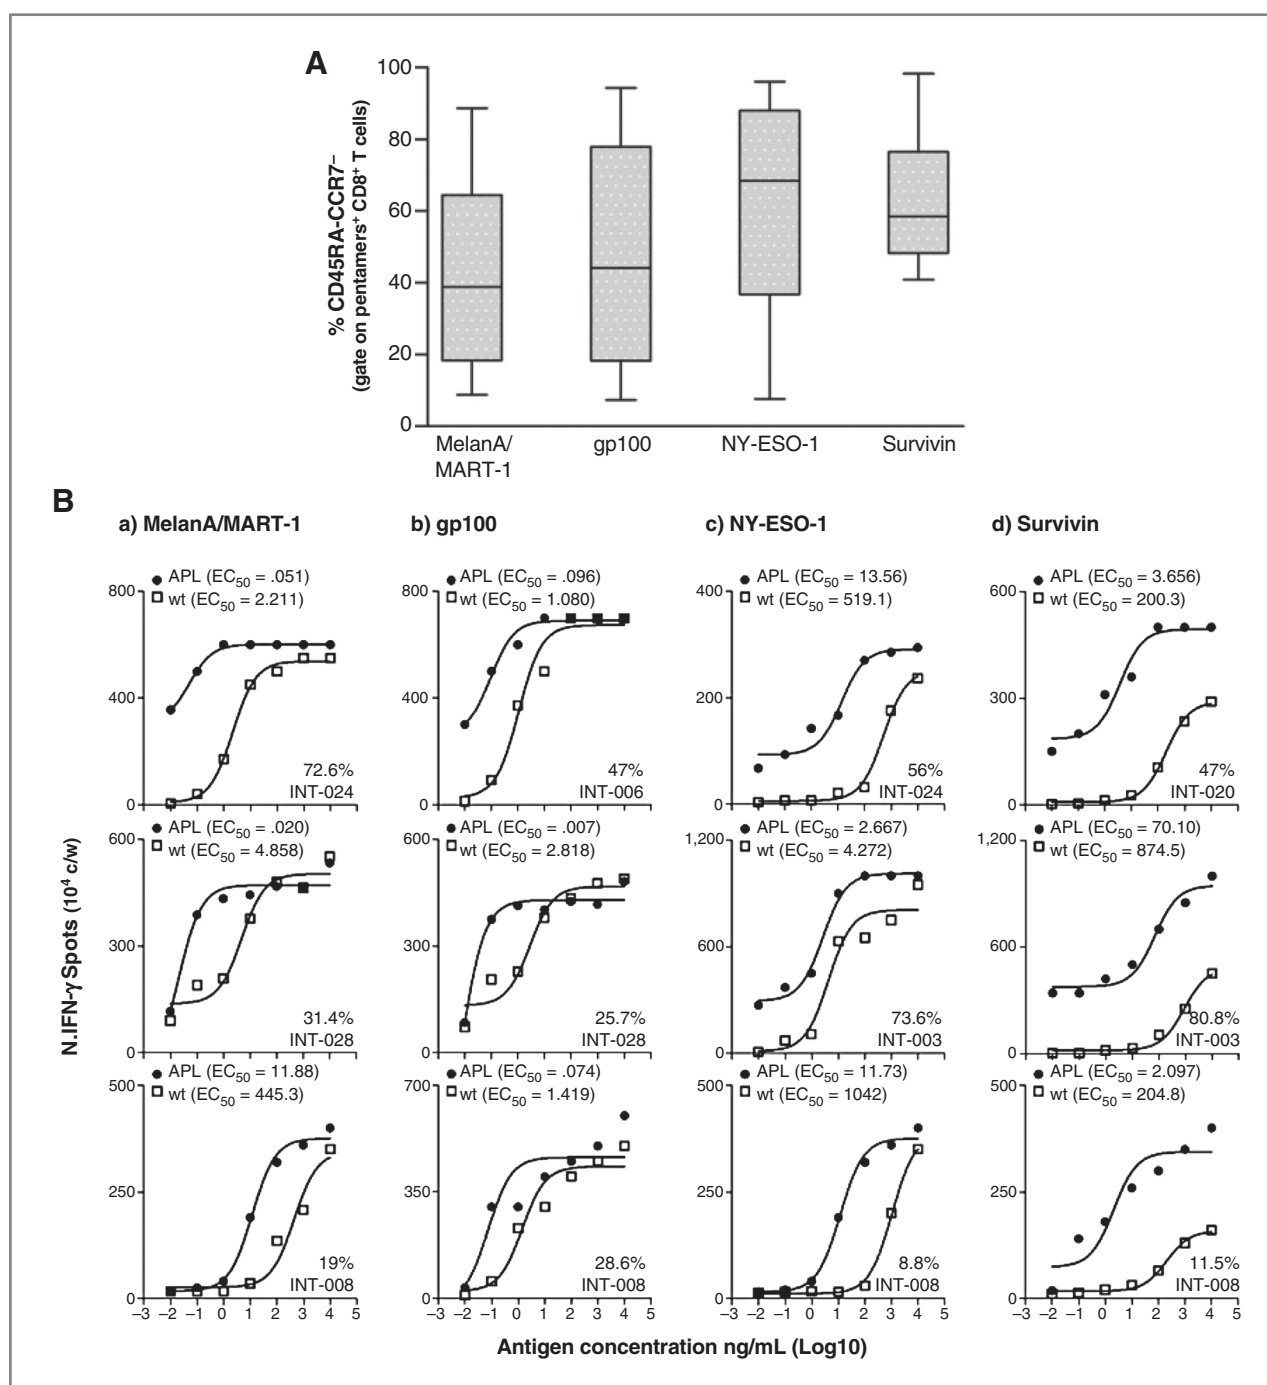 A
100
80
60
40
20
0
% CD45RA-CCR7–
(gate on pentamers+ CD8+ T cells)
MelanA/
MART-1
gp100
NY-ESO-1
Survivin
B
a) MelanA/MART-1
b) gp100
c) NY-ESO-1
d) Survivin
N.IFN-γ Spots (10⁴ c/w)
800
400
0
APL (EC50 = .051)
wt (EC50 = 2.211)
72.6%
INT-024
800
400
0
APL (EC50 = .096)
wt (EC50 = 1.080)
47%
INT-006
400
200
0
APL (EC50 = 13.56)
wt (EC50 = 519.1)
56%
INT-024
600
300
0
APL (EC50 = 3.656)
wt (EC50 = 200.3)
47%
INT-020
600
300
0
APL (EC50 = .020)
wt (EC50 = 4.858)
31.4%
INT-028
600
300
0
APL (EC50 = .007)
wt (EC50 = 2.818)
25.7%
INT-028
1,200
600
0
APL (EC50 = 2.667)
wt (EC50 = 4.272)
73.6%
INT-003
1,200
600
0
APL (EC50 = 70.10)
wt (EC50 = 874.5)
80.8%
INT-003
500
250
0
APL (EC50 = 11.88)
wt (EC50 = 445.3)
19%
INT-008
–3 –2 –1 0 1 2 3 4 5
700
350
0
APL (EC50 = .074)
wt (EC50 = 1.419)
28.6%
INT-008
–3 –2 –1 0 1 2 3 4 5
500
250
0
APL (EC50 = 11.73)
wt (EC50 = 1042)
8.8%
INT-008
–3 –2 –1 0 1 2 3 4 5
500
250
0
APL (EC50 = 2.097)
wt (EC50 = 204.8)
11.5%
INT-008
–3 –2 –1 0 1 2 3 4 5
Antigen concentration ng/mL (Log10)